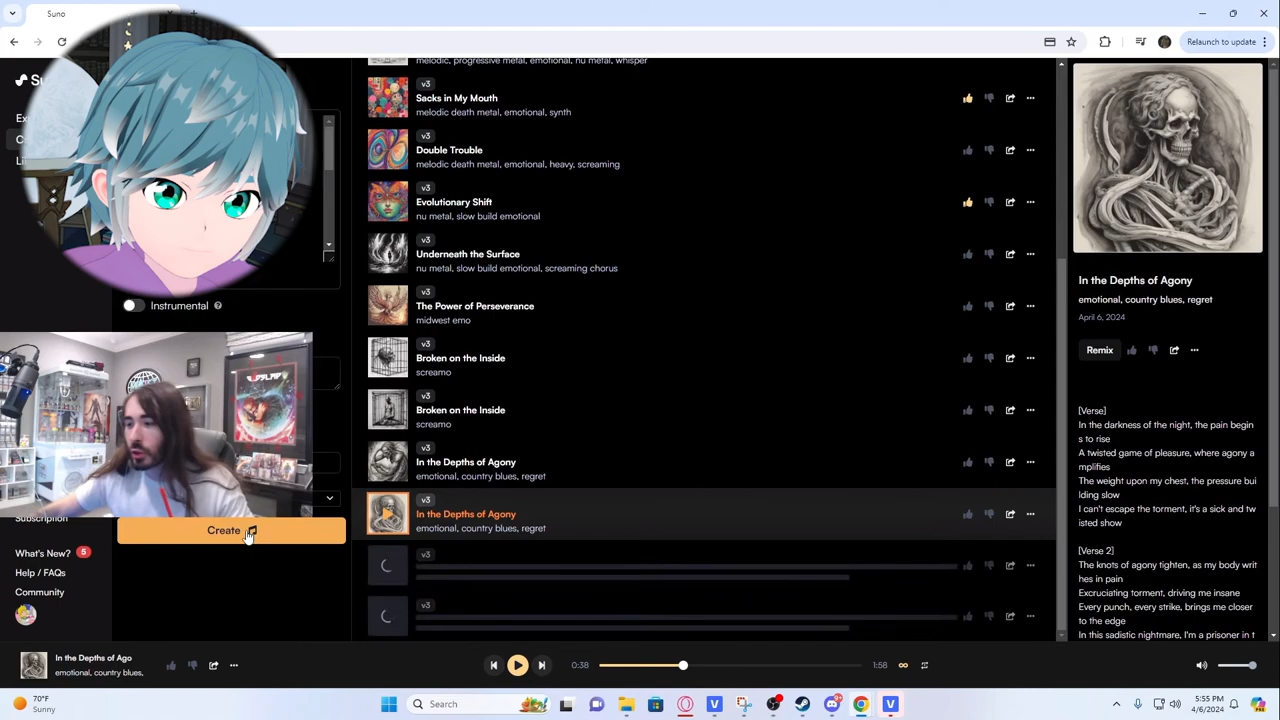 Suno
Relaunch to update
Su
melodic, progressive metal, emotional, nu metal, whisper
v3
Sacks in My Mouth
melodic death metal, emotional, synth
v3
Double Trouble
melodic death metal, emotional, heavy, screaming
v3
Evolutionary Shift
nu metal, slow build emotional
v3
Underneath the Surface
nu metal, slow build emotional, screaming chorus
v3
The Power of Perseverance
midwest emo
v3
Broken on the Inside
screamo
v3
Broken on the Inside
screamo
v3
In the Depths of Agony
emotional, country blues, regret
v3
In the Depths of Agony
emotional, country blues, regret
v3
v3
Instrumental
Create
Subscription
What's New? 5
Help / FAQs
Community
In the Depths of Agony
emotional, country blues, regret
April 6, 2024
Remix
[Verse]
In the darkness of the night, the pain begin
s to rise
A twisted game of pleasure, where agony a
mplifies
The weight upon my chest, the pressure bui
lding slow
I can't escape the torment, it's a sick and tw
isted show
[Verse 2]
The knots of agony tighten, as my body writ
hes in pain
Excruciating torment, driving me insane
Every punch, every strike, brings me closer
to the edge
In this sadistic nightmare, I'm a prisoner in t
In the Depths of Ago
emotional, country blues,
0:38
1:58
70°F
Sunny
Search
5:55 PM
4/6/2024